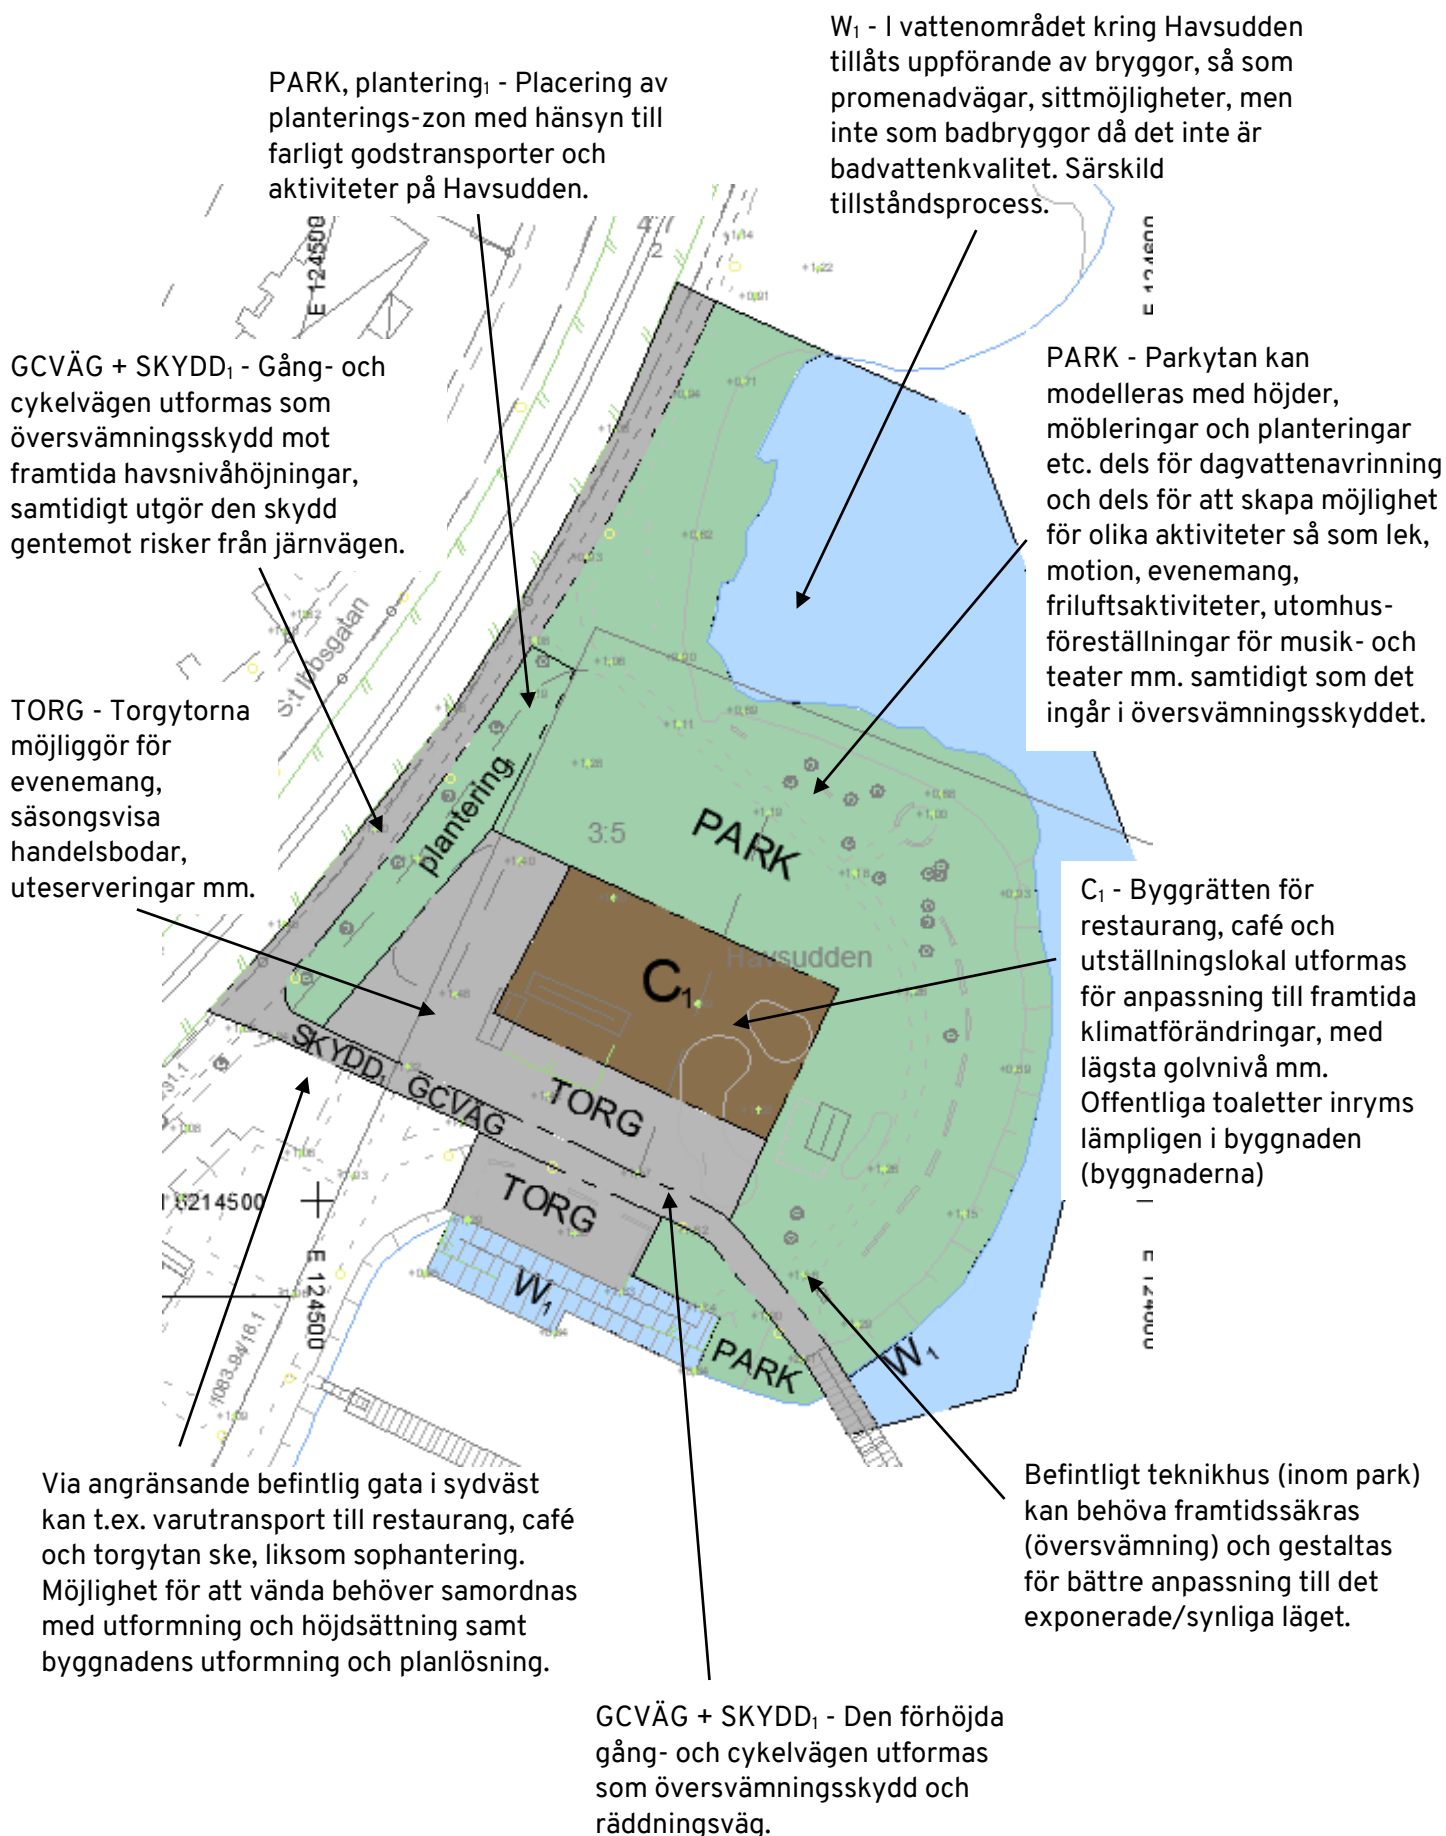 W₁ - I vattenområdet kring Havsudden
tillåts uppförande av bryggor, så som
promenadvägar, sittmöjligheter, men
inte som badbryggor då det inte är
badvattenkvalitet. Särskild
tillståndsprocess.
PARK, plantering₁ - Placering av
planterings-zon med hänsyn till
farligt godstransporter och
aktiviteter på Havsudden.
E 124500
GCVÄG + SKYDD₁ - Gång- och
cykelvägen utformas som
översvämningsskydd mot
framtida havsnivåhöjningar,
samtidigt utgör den skydd
gentemot risker från järnvägen.
PARK - Parkytan kan
modelleras med höjder,
möbleringar och planteringar
etc. dels för dagvattenavrinning
och dels för att skapa möjlighet
för olika aktiviteter så som lek,
motion, evenemang,
friluftsaktiviteter, utomhus-
föreställningar för musik- och
teater mm. samtidigt som det
ingår i översvämningsskyddet.
S:t Ibbsgatan
TORG - Torgytorna
möjliggör för
evenemang,
säsongsvisa
handelsbodar,
uteserveringar mm.
plantering
3:5
PARK
Havsudden
C₁
C₁ - Byggrätten för
restaurang, café och
utställningslokal utformas
för anpassning till framtida
klimatförändringar, med
lägsta golvnivå mm.
Offentliga toaletter inryms
lämpligen i byggnaden
(byggnaderna)
SKYDD₁
GCVÄG
TORG
TORG
6214500
E 124500
W₁
PARK
W₁
1083-94/16.1
Via angränsande befintlig gata i sydväst
kan t.ex. varutransport till restaurang, café
och torgytan ske, liksom sophantering.
Möjlighet för att vända behöver samordnas
med utformning och höjdsättning samt
byggnadens utformning och planlösning.
Befintligt teknikhus (inom park)
kan behöva framtidssäkras
(översvämning) och gestaltas
för bättre anpassning till det
exponerade/synliga läget.
GCVÄG + SKYDD₁ - Den förhöjda
gång- och cykelvägen utformas
som översvämningsskydd och
räddningsväg.